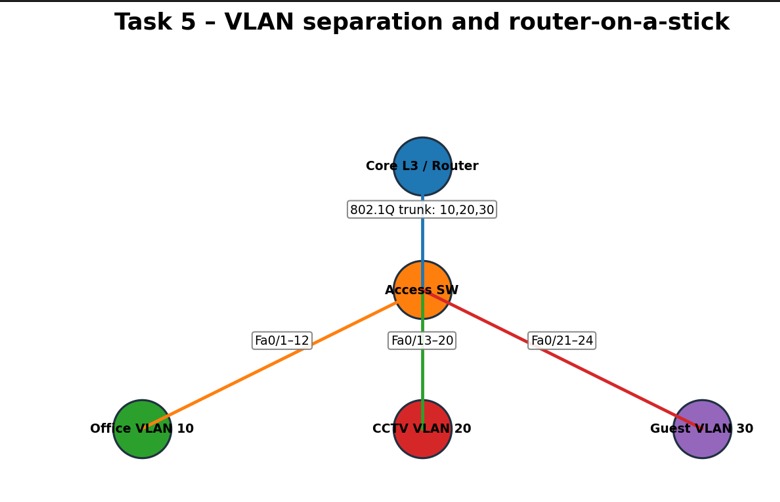 Task 5 – VLAN separation and router-on-a-stick
Core L3 / Router
802.1Q trunk: 10,20,30
Access SW
Fa0/1–12
Fa0/13–20
Fa0/21–24
Office VLAN 10
CCTV VLAN 20
Guest VLAN 30